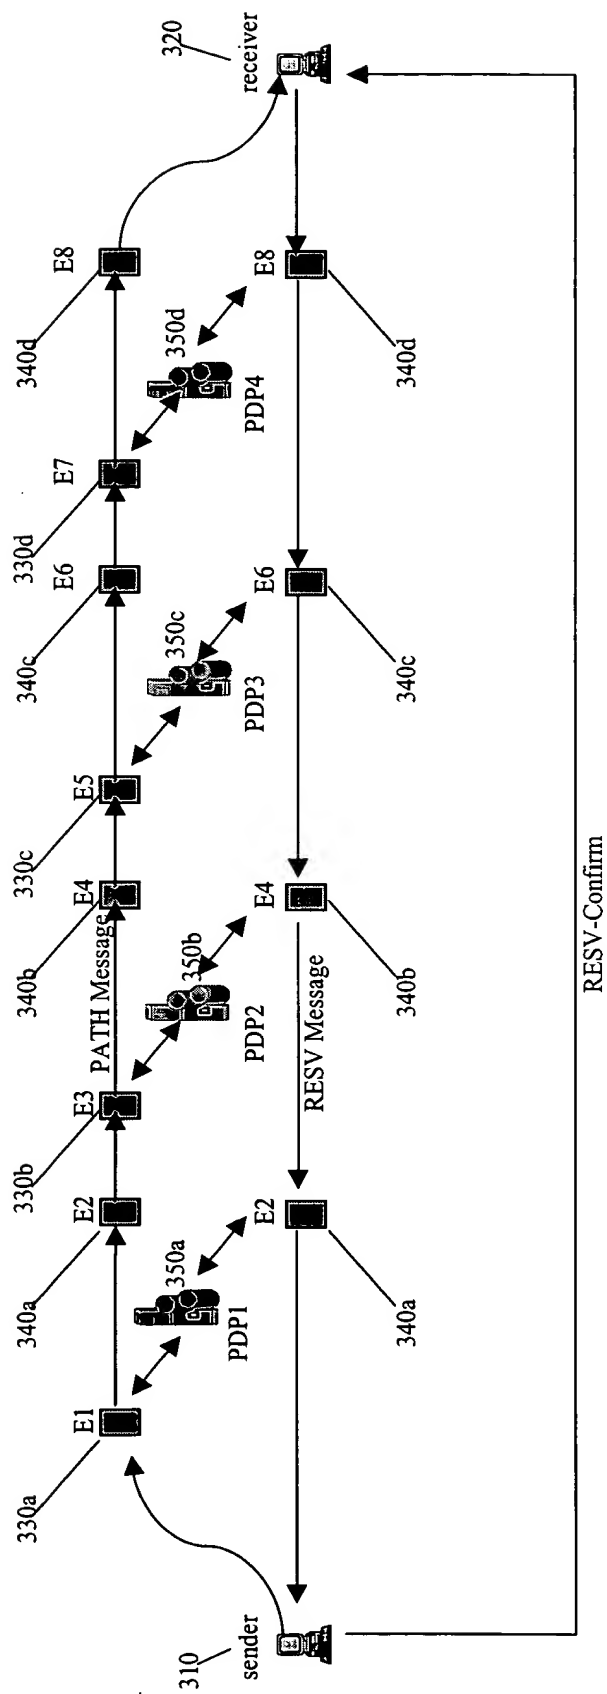 310
sender
320
receiver
330a
E1
340a
E2
330b
E3
340b
E4
330c
E5
340c
E6
330d
E7
340d
E8
PATH Message
350a
PDP1
350b
PDP2
350c
PDP3
350d
PDP4
E2
340a
E4
340b
E6
340c
E8
340d
RESV Message
RESV-Confirm